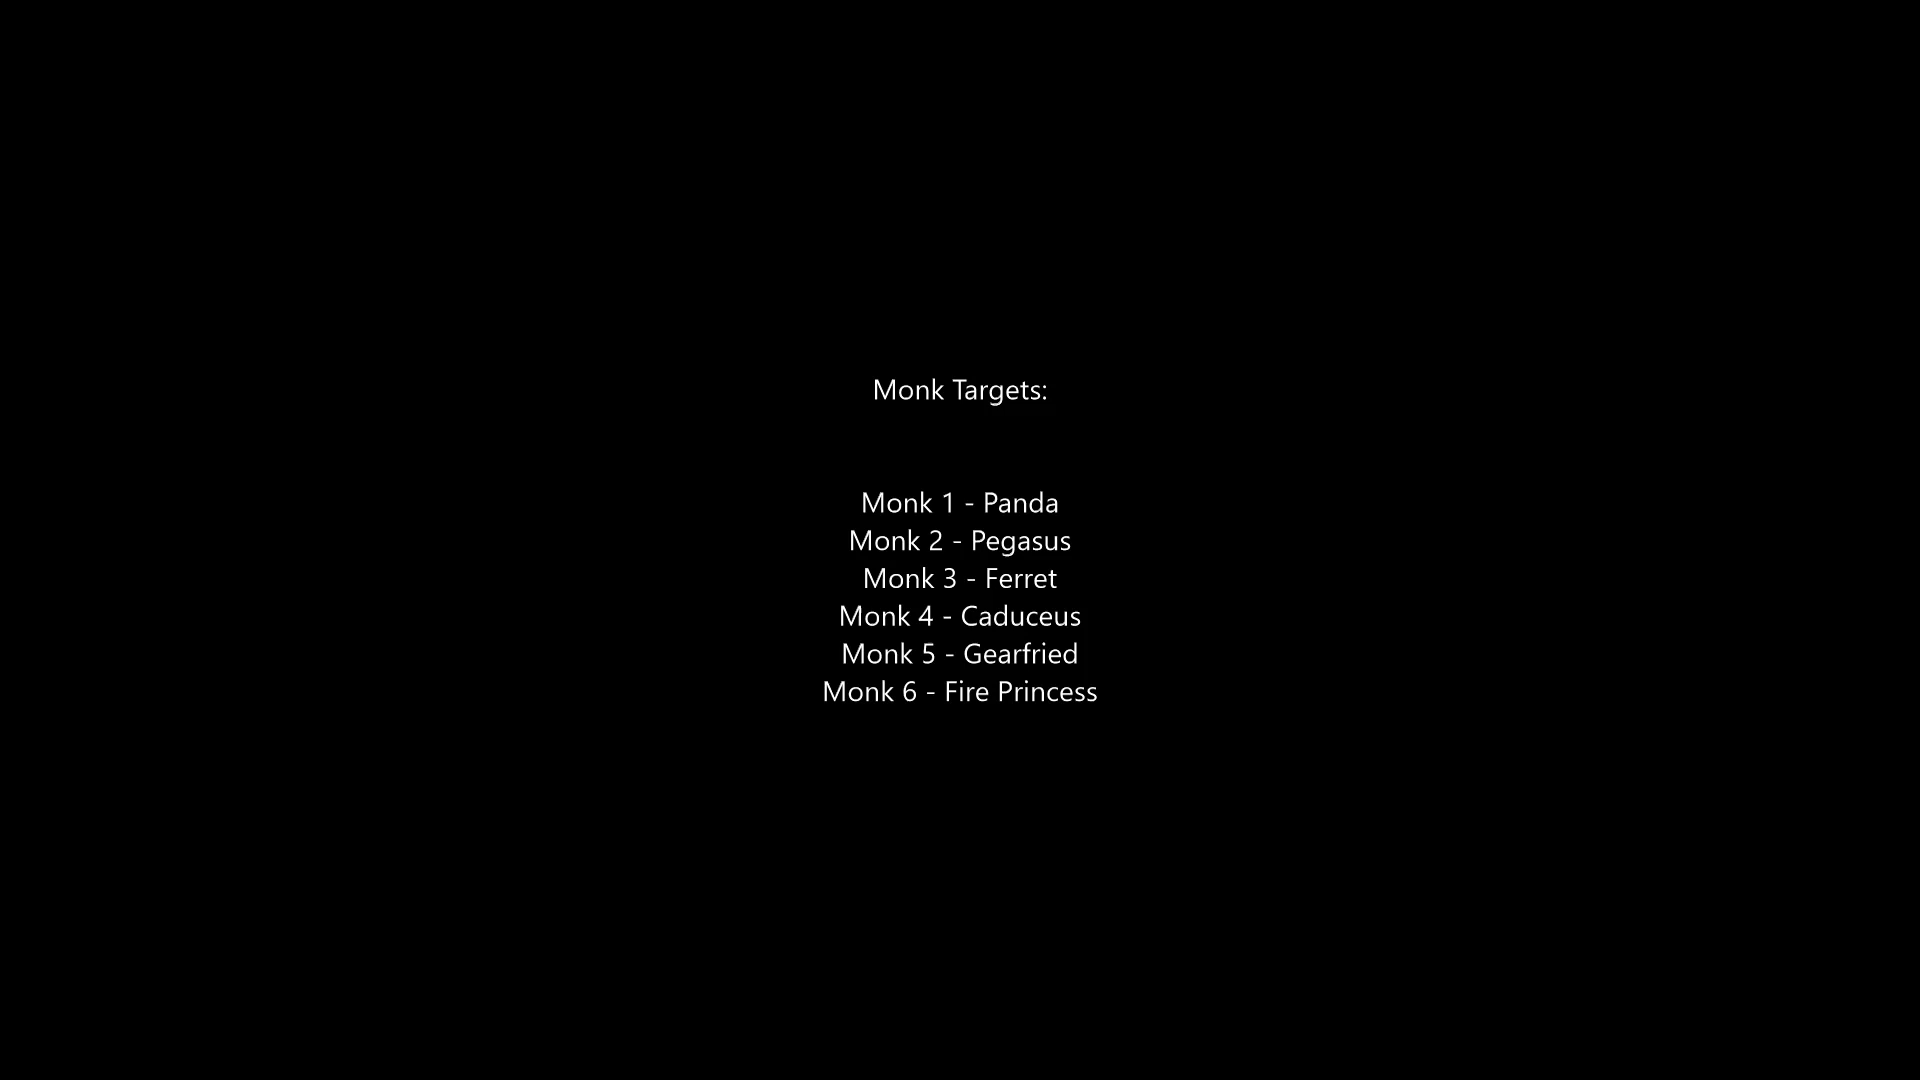 Monk Targets:
Monk 1 - Panda
Monk 2 - Pegasus
Monk 3 - Ferret
Monk 4 - Caduceus
Monk 5 - Gearfried
Monk 6 - Fire Princess